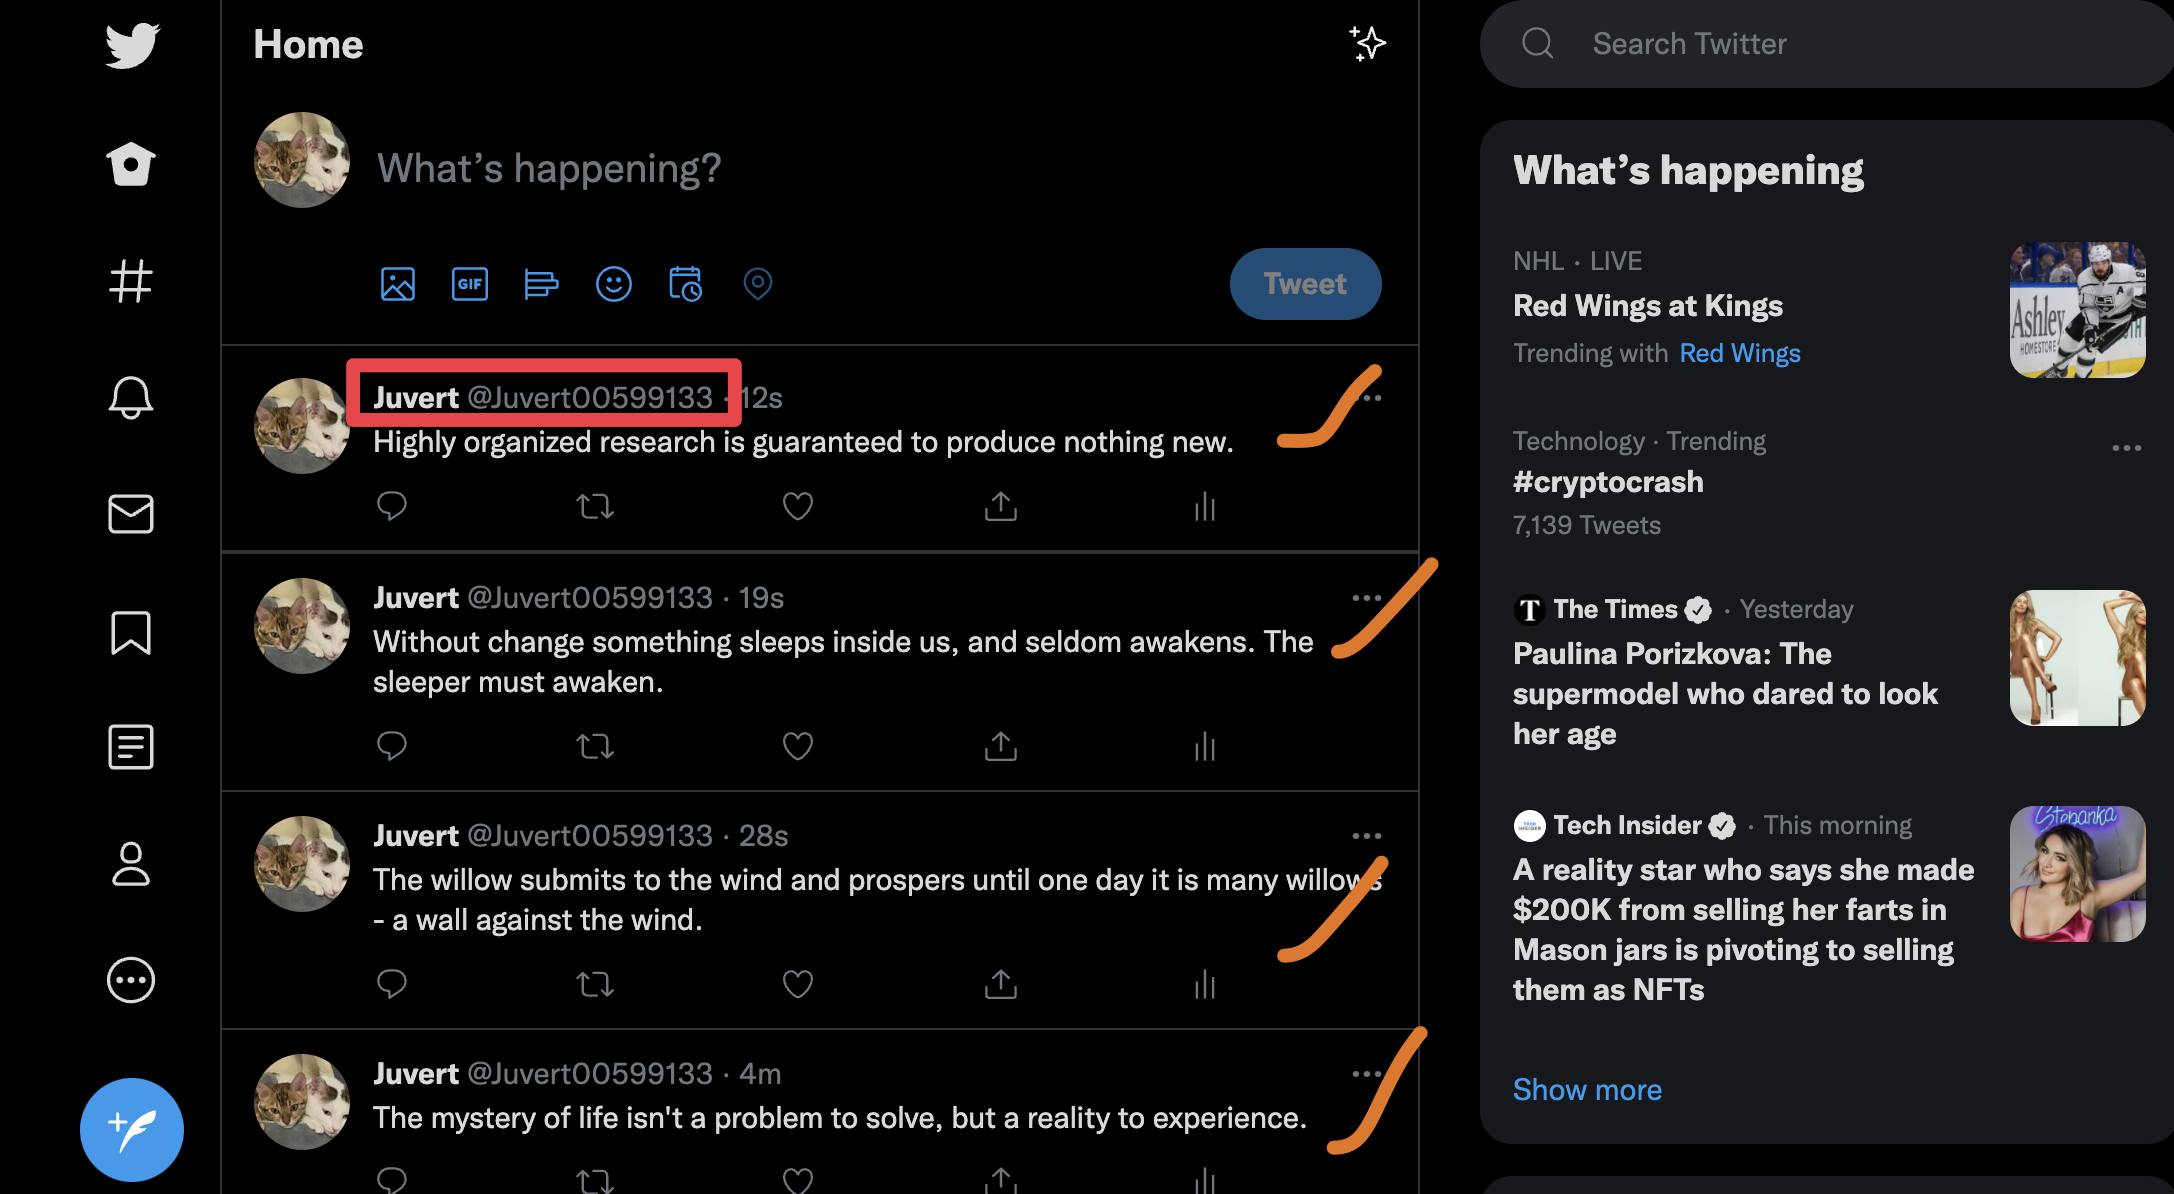 Home
What's happening?
GIF
Tweet
Juvert @Juvert00599133 · 12s
Highly organized research is guaranteed to produce nothing new.
Juvert @Juvert00599133 · 19s
Without change something sleeps inside us, and seldom awakens. The
sleeper must awaken.
Juvert @Juvert00599133 · 28s
The willow submits to the wind and prospers until one day it is many willows
- a wall against the wind.
Juvert @Juvert00599133 · 4m
The mystery of life isn't a problem to solve, but a reality to experience.
Search Twitter
What's happening
NHL · LIVE
Red Wings at Kings
Trending with Red Wings
Ashley
HOMESTORE
A
Technology · Trending
#cryptocrash
7,139 Tweets
T The Times · Yesterday
Paulina Porizkova: The
supermodel who dared to look
her age
TECH
INSIDER
Tech Insider · This morning
A reality star who says she made
$200K from selling her farts in
Mason jars is pivoting to selling
them as NFTs
Stepanka
Show more